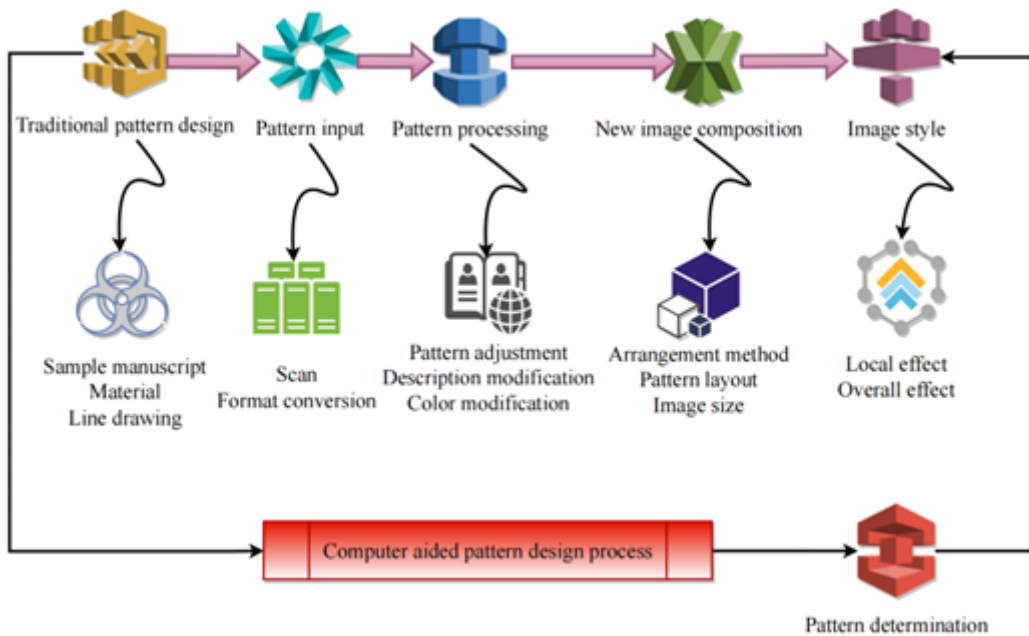 Traditional pattern design
Pattern input
Pattern processing
New image composition
Image style
Sample manuscript
Material
Line drawing
Scan
Format conversion
Pattern adjustment
Description modification
Color modification
Arrangement method
Pattern layout
Image size
Local effect
Overall effect
Computer aided pattern design process
Pattern determination